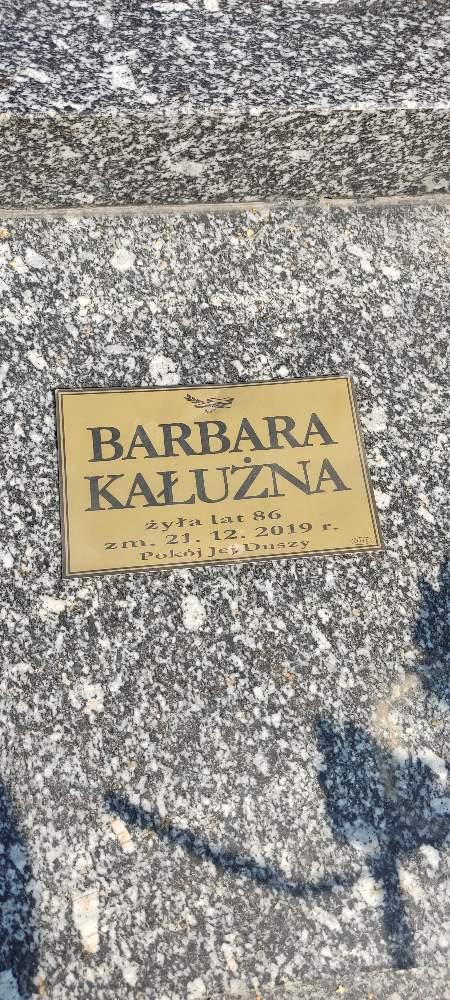 BARBARA
KAŁUŻNA
żyła lat 86
zm. 21. 12. 2019 r.
Pokój Jej Duszy